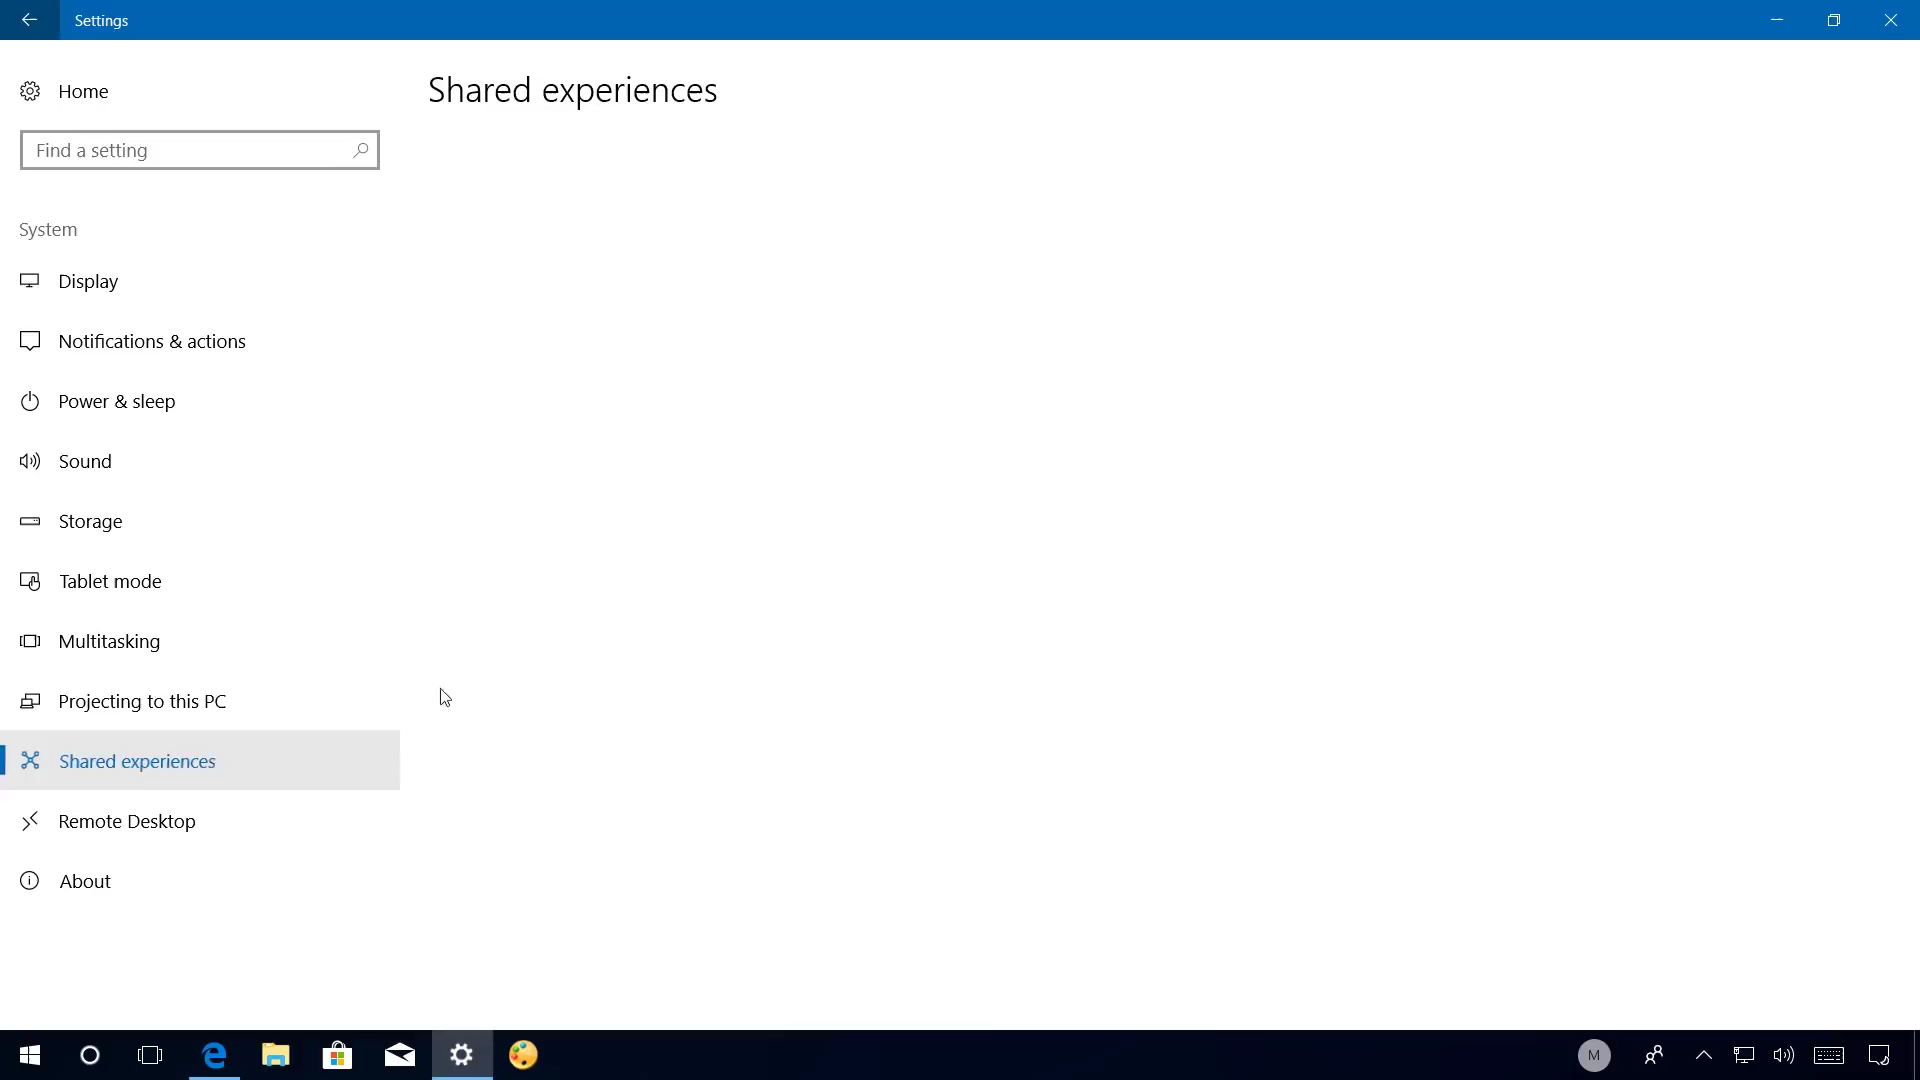 Settings
Home
Shared experiences
Find a setting
System
Display
Notifications & actions
Power & sleep
Sound
Storage
Tablet mode
Multitasking
Projecting to this PC
Shared experiences
Remote Desktop
About
M